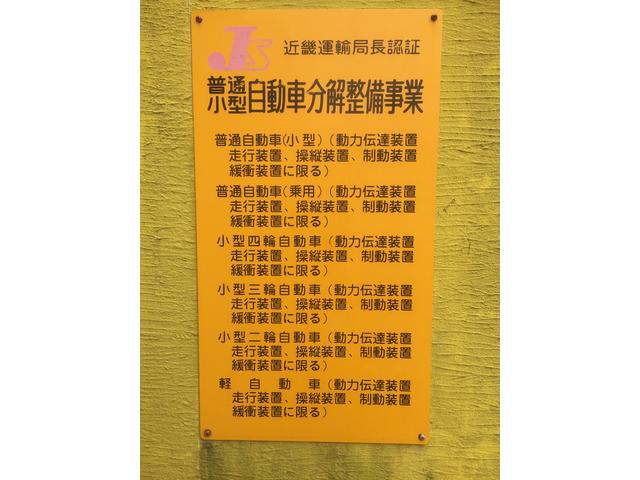 JS 近畿運輸局長認証
普通
小型 自動車分解整備事業
普通自動車(小型)(動力伝達装置
走行装置、操縦装置、制動装置
緩衝装置に限る)
普通自動車(乗用)(動力伝達装置
走行装置、操縦装置、制動装置
緩衝装置に限る)
小型四輪自動車(動力伝達装置
走行装置、操縦装置、制動装置
緩衝装置に限る)
小型三輪自動車(動力伝達装置
走行装置、操縦装置、制動装置
緩衝装置に限る)
小型二輪自動車(動力伝達装置
走行装置、操縦装置、制動装置
緩衝装置に限る)
軽自動車(動力伝達装置
走行装置、操縦装置、制動装置
緩衝装置に限る)